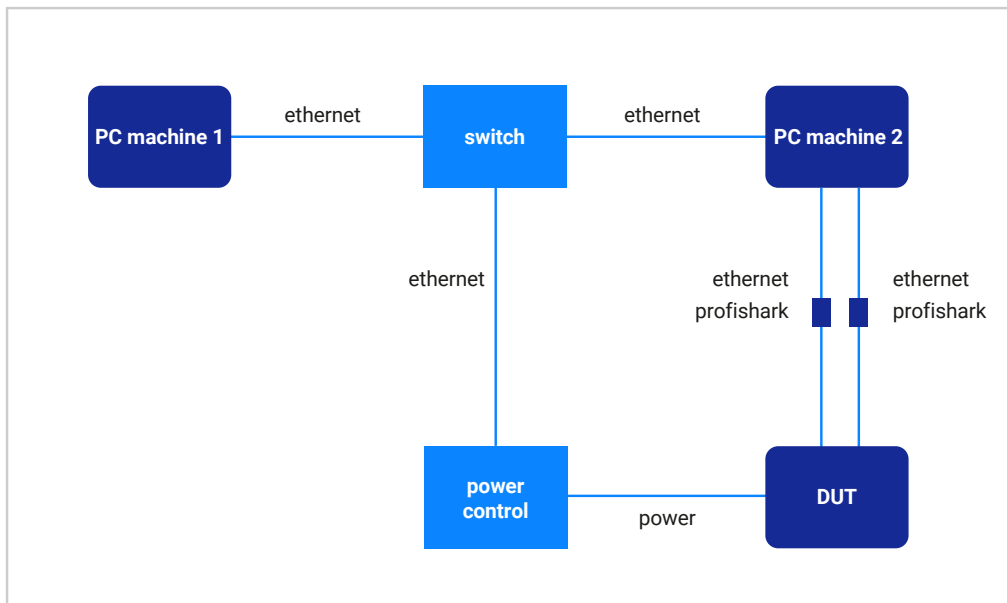 ethernet
ethernet
PC machine 1
switch
PC machine 2
ethernet
ethernet
profishark
ethernet
profishark
power
control
DUT
power